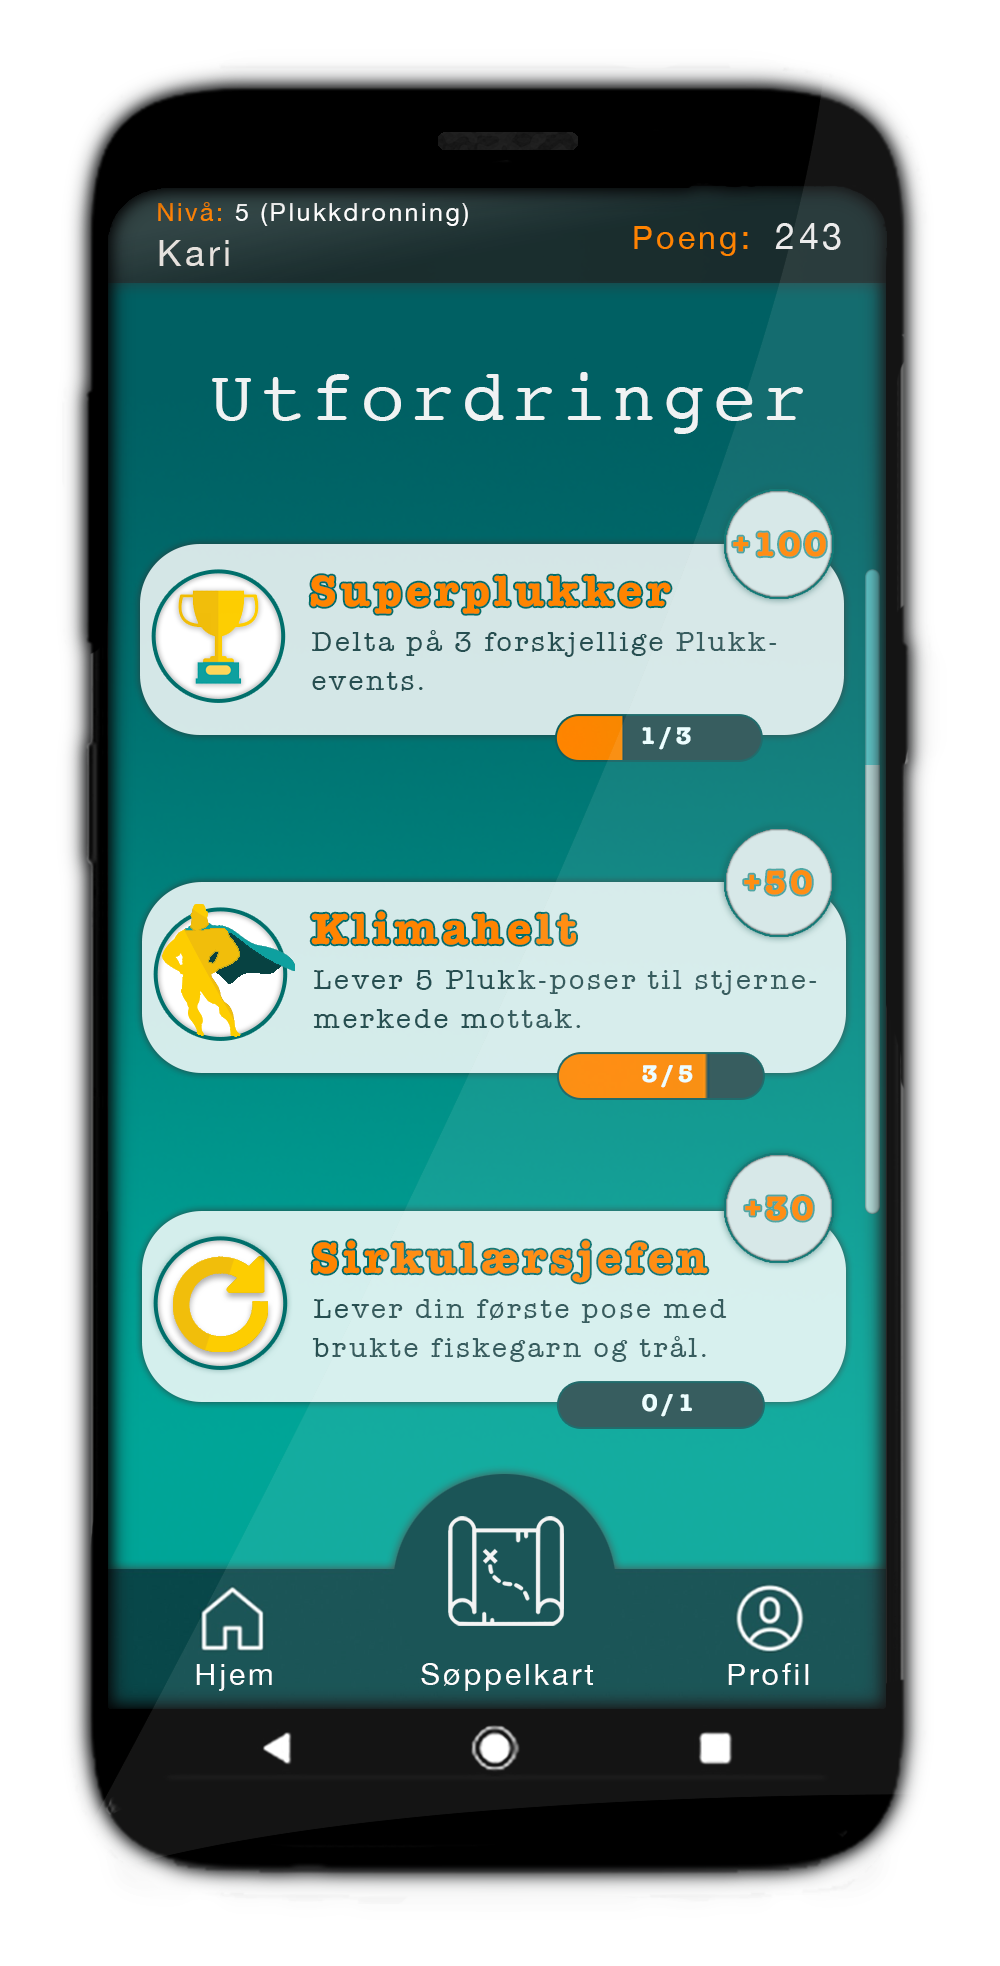 Nivå: 5 (Plukkdronning)
Kari
Poeng: 243
Utfordringer
+100
Superplukker
Delta på 3 forskjellige Plukk-
events.
1/3
+50
Klimahelt
Lever 5 Plukk-poser til stjerne-
merkede mottak.
3/5
+30
Sirkulærsjefen
Lever din første pose med
brukte fiskegarn og trål.
0/1
Hjem
Søppelkart
Profil